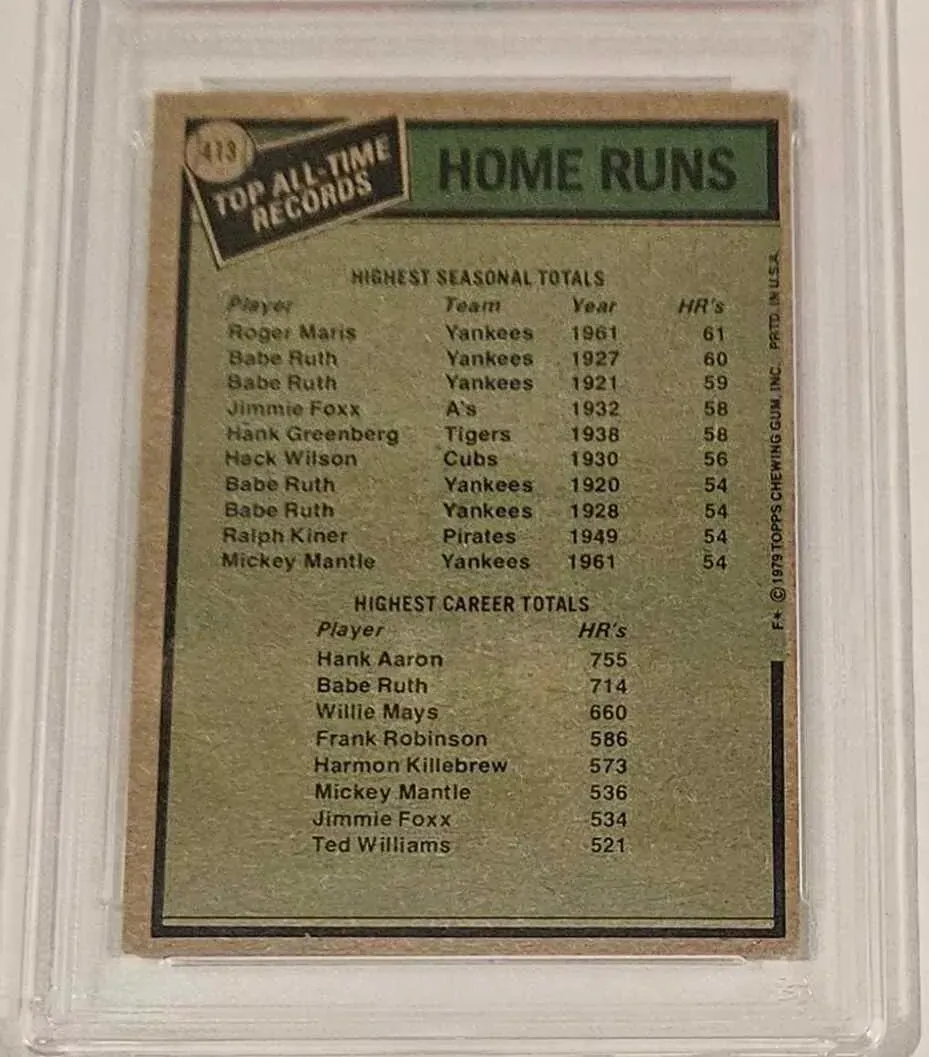 413
TOP ALL-TIME
RECORDS
HOME RUNS
HIGHEST SEASONAL TOTALS
Player Team Year HR's
Roger Maris Yankees 1961 61
Babe Ruth Yankees 1927 60
Babe Ruth Yankees 1921 59
Jimmie Foxx A's 1932 58
Hank Greenberg Tigers 1938 58
Hack Wilson Cubs 1930 56
Babe Ruth Yankees 1920 54
Babe Ruth Yankees 1928 54
Ralph Kiner Pirates 1949 54
Mickey Mantle Yankees 1961 54
HIGHEST CAREER TOTALS
Player HR's
Hank Aaron 755
Babe Ruth 714
Willie Mays 660
Frank Robinson 586
Harmon Killebrew 573
Mickey Mantle 536
Jimmie Foxx 534
Ted Williams 521
F* © 1979 TOPPS CHEWING GUM, INC. PRTD. IN U.S.A.